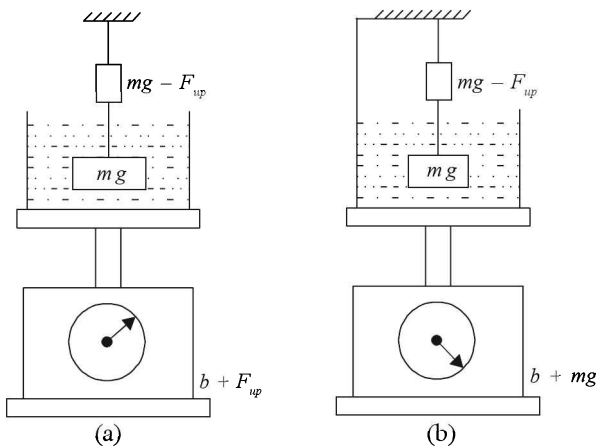 mg – F_up
mg
b + F_up
(a)
mg – F_up
mg
b + mg
(b)